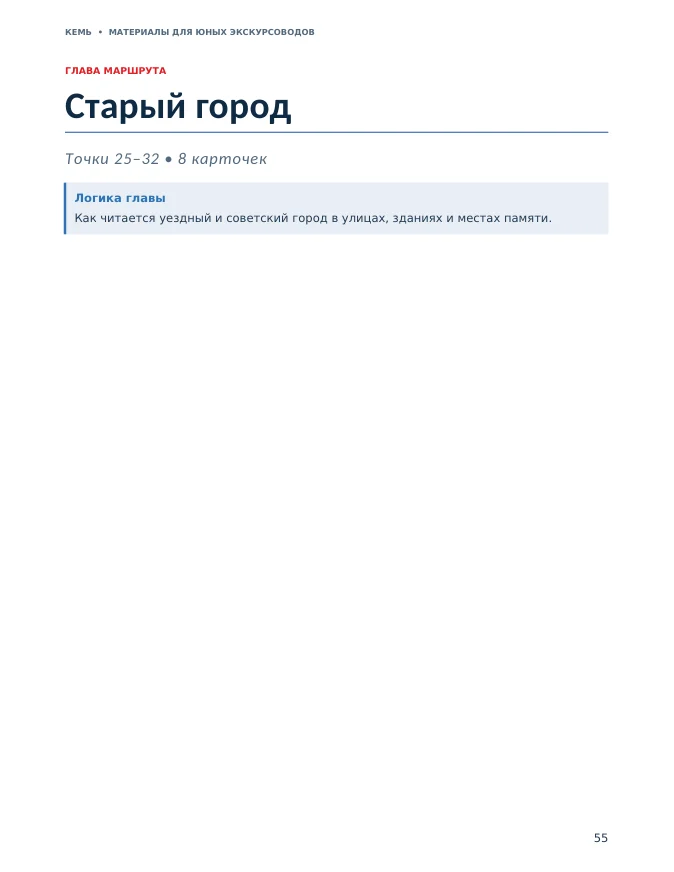 КЕМЬ • МАТЕРИАЛЫ ДЛЯ ЮНЫХ ЭКСКУРСОВОДОВ
ГЛАВА МАРШРУТА
Старый город
Точки 25–32 • 8 карточек
Логика главы
Как читается уездный и советский город в улицах, зданиях и местах памяти.
55